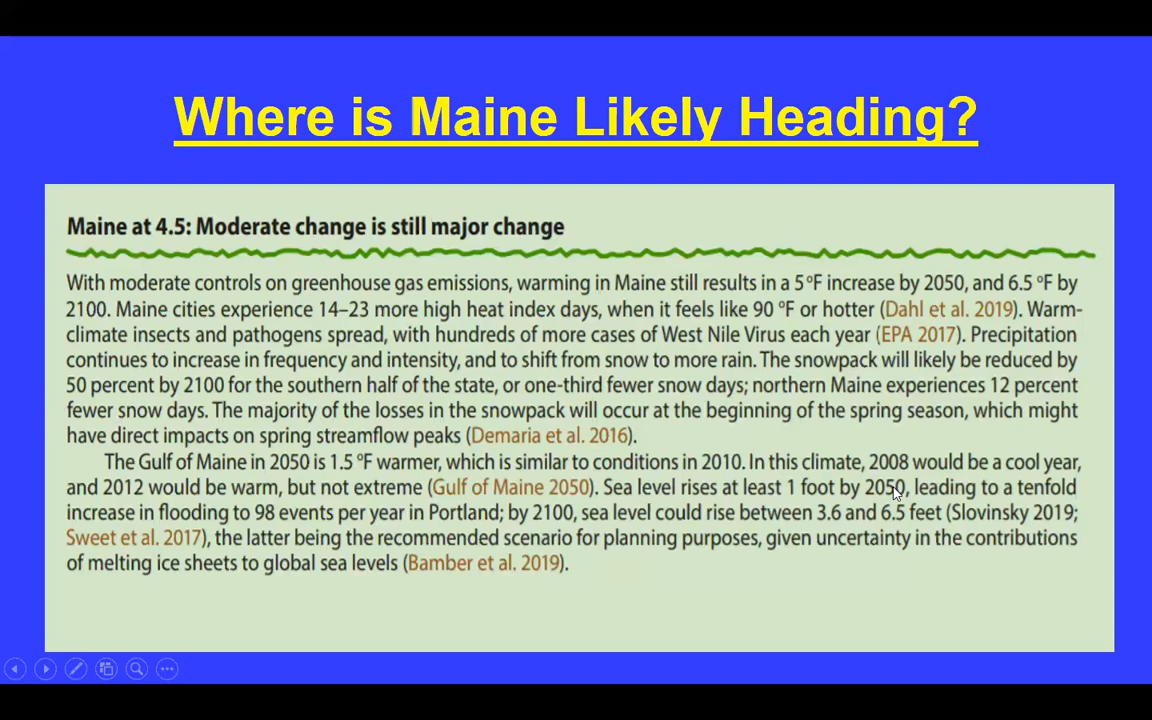 Where is Maine Likely Heading?
Maine at 4.5: Moderate change is still major change
With moderate controls on greenhouse gas emissions, warming in Maine still results in a 5 ºF increase by 2050, and 6.5 ºF by
2100. Maine cities experience 14–23 more high heat index days, when it feels like 90 ºF or hotter (Dahl et al. 2019). Warm-
climate insects and pathogens spread, with hundreds of more cases of West Nile Virus each year (EPA 2017). Precipitation
continues to increase in frequency and intensity, and to shift from snow to more rain. The snowpack will likely be reduced by
50 percent by 2100 for the southern half of the state, or one-third fewer snow days; northern Maine experiences 12 percent
fewer snow days. The majority of the losses in the snowpack will occur at the beginning of the spring season, which might
have direct impacts on spring streamflow peaks (Demaria et al. 2016).
The Gulf of Maine in 2050 is 1.5 ºF warmer, which is similar to conditions in 2010. In this climate, 2008 would be a cool year,
and 2012 would be warm, but not extreme (Gulf of Maine 2050). Sea level rises at least 1 foot by 2050, leading to a tenfold
increase in flooding to 98 events per year in Portland; by 2100, sea level could rise between 3.6 and 6.5 feet (Slovinsky 2019;
Sweet et al. 2017), the latter being the recommended scenario for planning purposes, given uncertainty in the contributions
of melting ice sheets to global sea levels (Bamber et al. 2019).